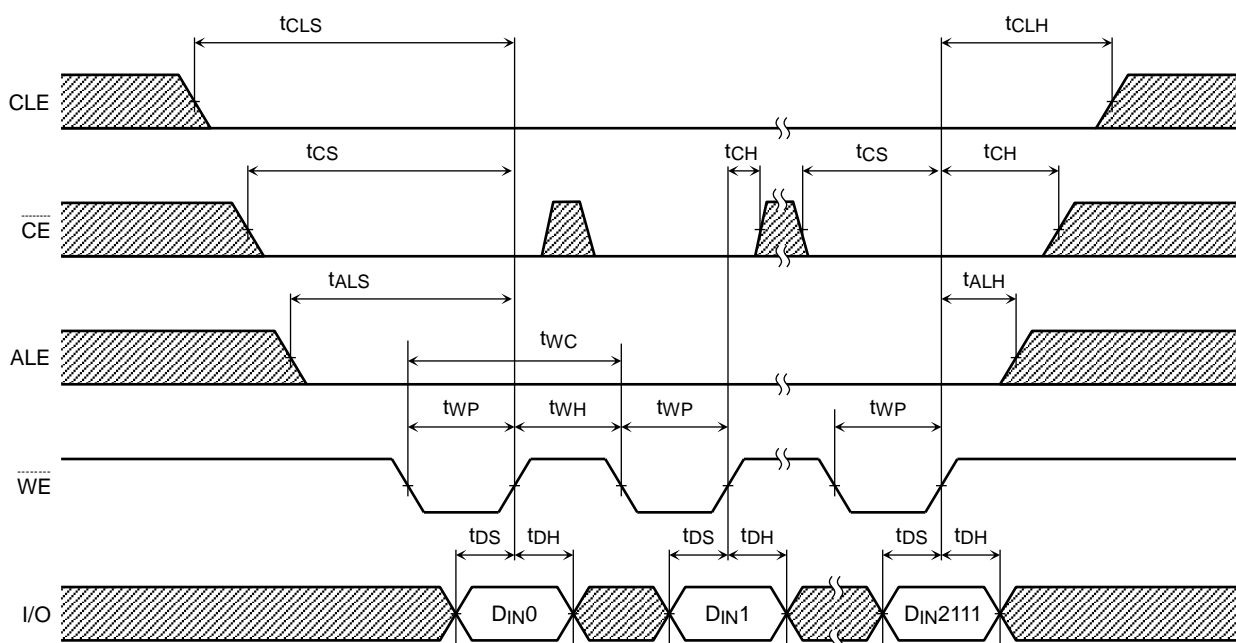 tCLS tCLH
CLE
tCS tCH tCS tCH
CE
tALS tALH
ALE
tWC
tWP tWH tWP tWP
WE
tDS tDH tDS tDH tDS tDH
I/O DIN0 DIN1 DIN2111